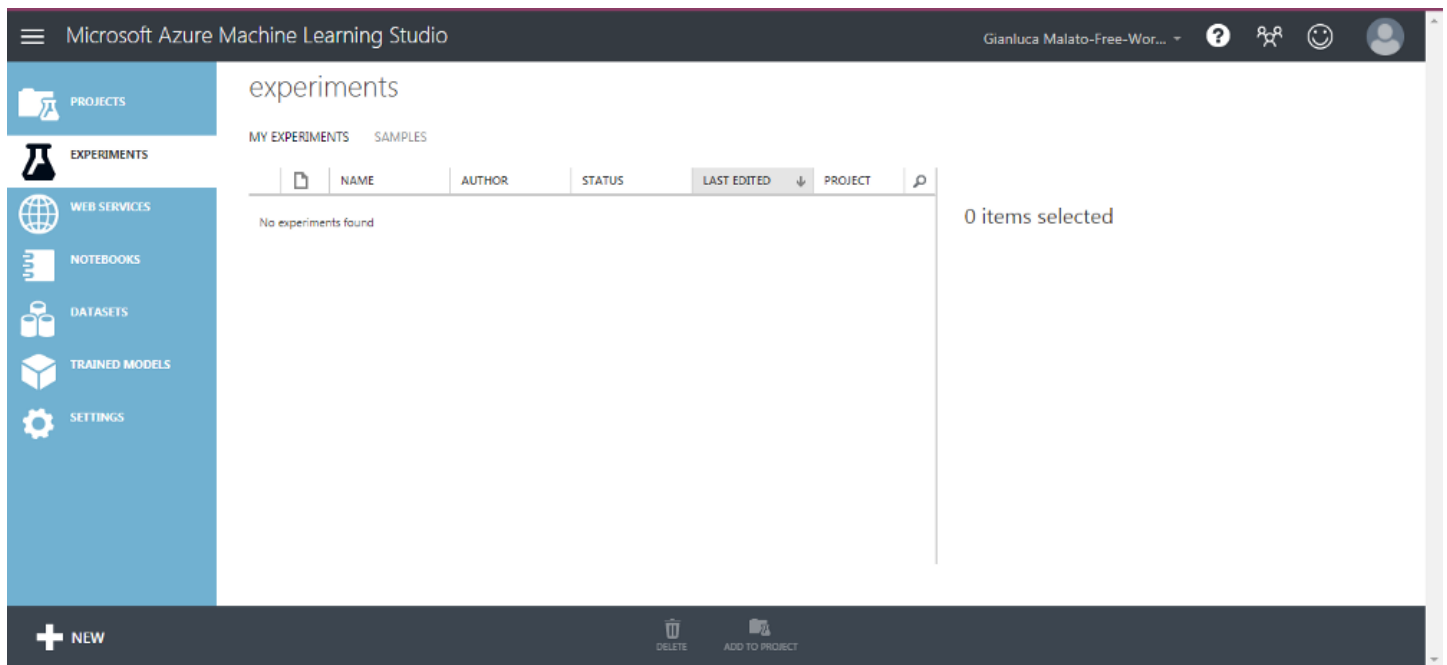 Microsoft Azure Machine Learning Studio
Gianluca Malato-Free-Wor...
?
PROJECTS
EXPERIMENTS
WEB SERVICES
NOTEBOOKS
DATASETS
TRAINED MODELS
SETTINGS
experiments
MY EXPERIMENTS SAMPLES
NAME AUTHOR STATUS LAST EDITED PROJECT
No experiments found
0 items selected
NEW
DELETE
ADD TO PROJECT